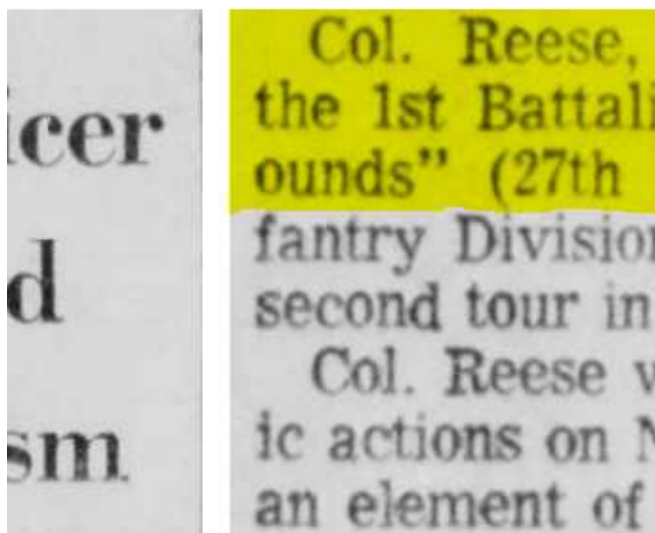 icer
d
sm
Col. Reese,
the 1st Battali
ounds” (27th
fantry Division
second tour in
Col. Reese v
ic actions on N
an element of